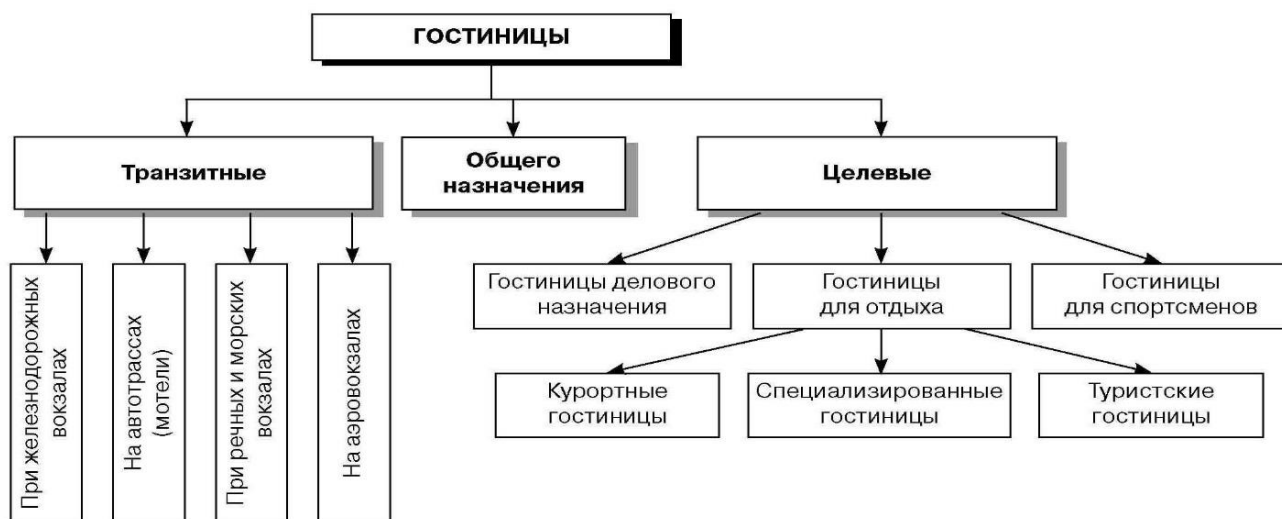 ГОСТИНИЦЫ
Транзитные
Общего
назначения
Целевые
При железнодорожных
вокзалах
На автотрассах
(мотели)
При речных и морских
вокзалах
На аэровокзалах
Гостиницы делового
назначения
Гостиницы
для отдыха
Гостиницы
для спортсменов
Курортные
гостиницы
Специализированные
гостиницы
Туристские
гостиницы